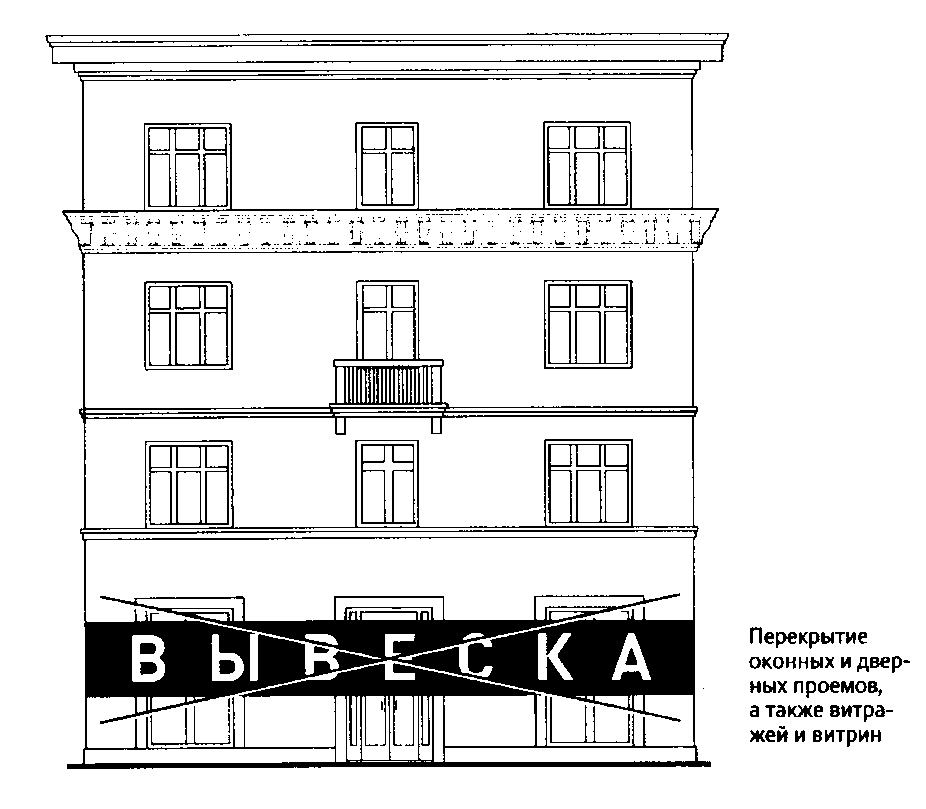 ВЫВЕСКА
Перекрытие
оконных и двер-
ных проемов,
а также витра-
жей и витрин